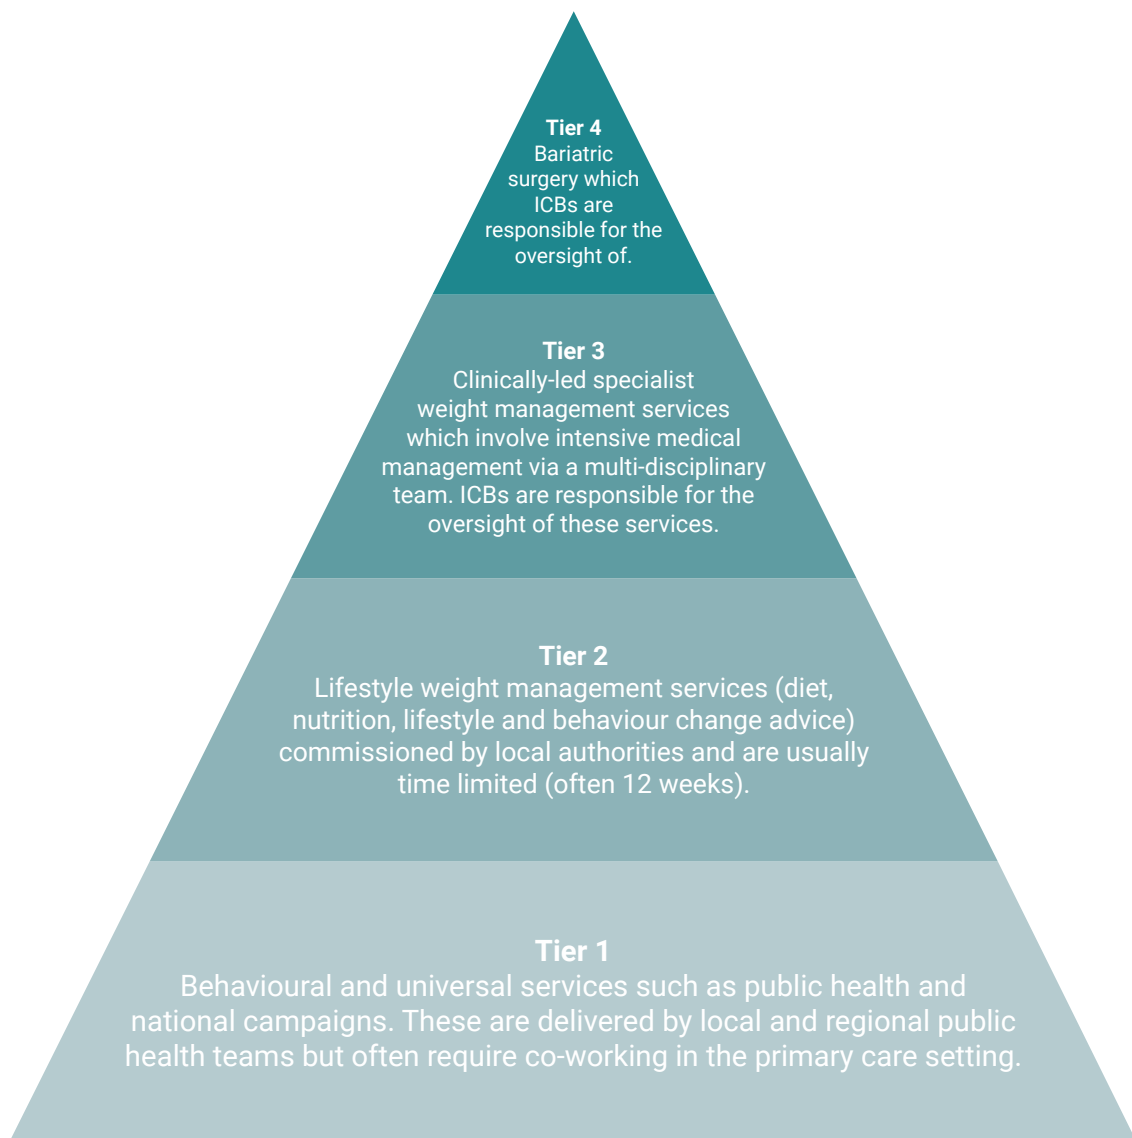 Tier 4
Bariatric
surgery which
ICBs are
responsible for the
oversight of.
Tier 3
Clinically-led specialist
weight management services
which involve intensive medical
management via a multi-disciplinary
team. ICBs are responsible for the
oversight of these services.
Tier 2
Lifestyle weight management services (diet,
nutrition, lifestyle and behaviour change advice)
commissioned by local authorities and are usually
time limited (often 12 weeks).
Tier 1
Behavioural and universal services such as public health and
national campaigns. These are delivered by local and regional public
health teams but often require co-working in the primary care setting.